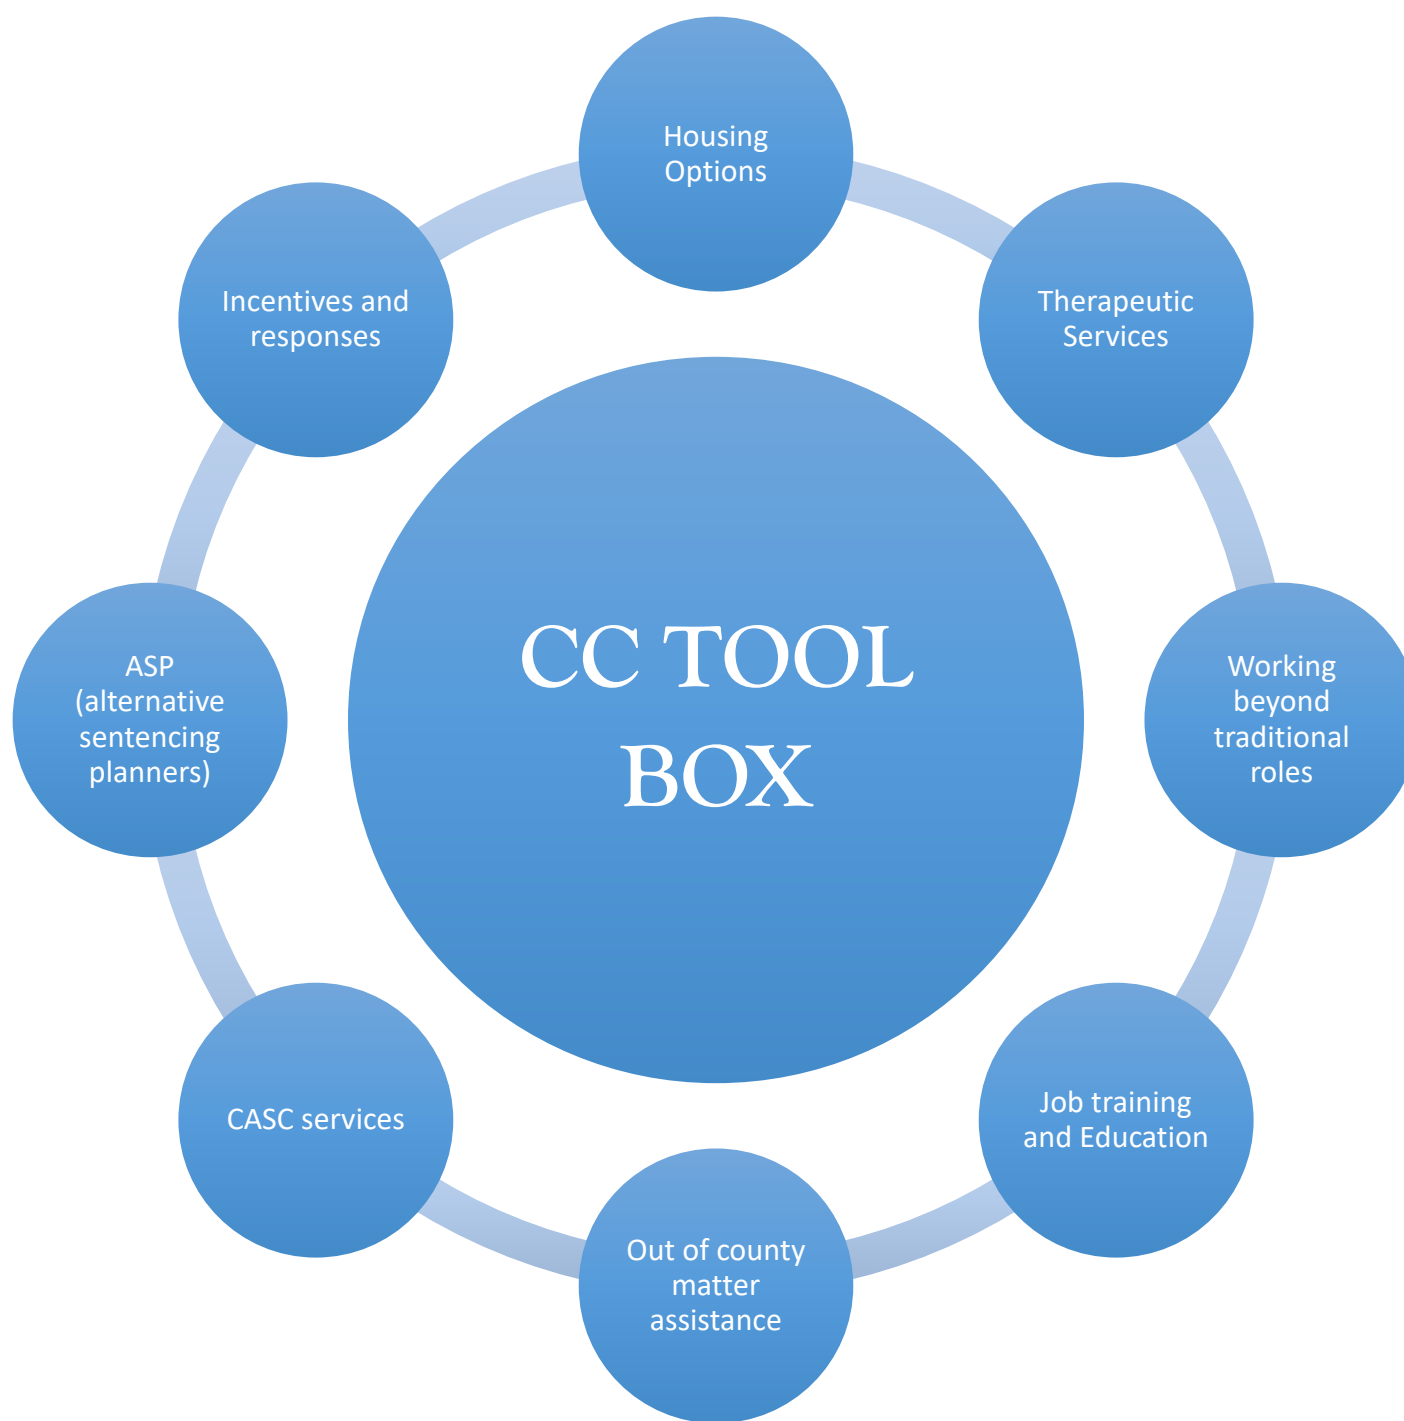 Housing
Options
Therapeutic
Services
Working
beyond
traditional
roles
Job training
and Education
Out of county
matter
assistance
CASC services
ASP
(alternative
sentencing
planners)
Incentives and
responses
CC TOOL
BOX